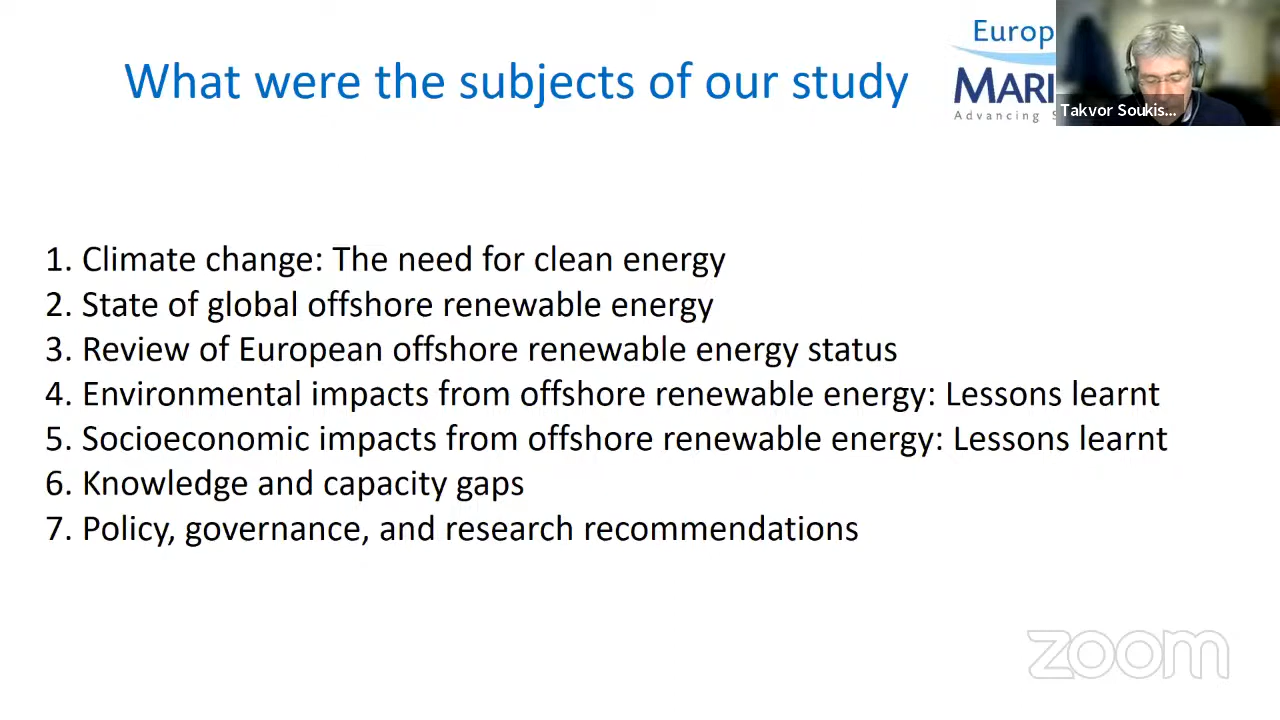 What were the subjects of our study
Europ
MARI
Advancing s
Takvor Soukis...
1. Climate change: The need for clean energy
2. State of global offshore renewable energy
3. Review of European offshore renewable energy status
4. Environmental impacts from offshore renewable energy: Lessons learnt
5. Socioeconomic impacts from offshore renewable energy: Lessons learnt
6. Knowledge and capacity gaps
7. Policy, governance, and research recommendations
zoom